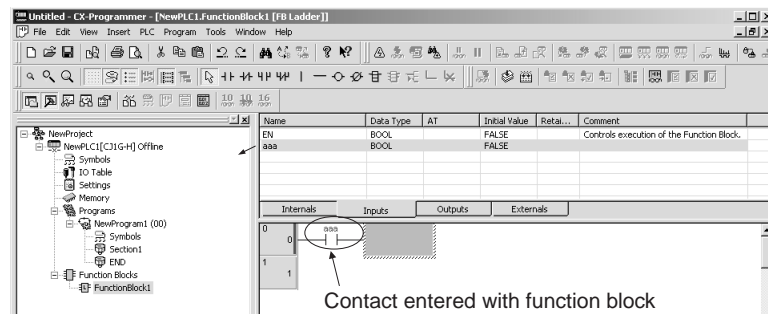 Untitled - CX-Programmer - [NewPLC1.FunctionBlock1 [FB Ladder]]
File Edit View Insert PLC Program Tools Window Help
10 10 16
Name Data Type AT Initial Value Retai... Comment
EN BOOL FALSE Controls execution of the Function Block.
aaa BOOL FALSE
Internals Inputs Outputs Externals
NewProject
NewPLC1[CJ1G-H] Offline
Symbols
IO Table
Settings
Memory
Programs
NewProgram1 (00)
Symbols
Section1
END
Function Blocks
FunctionBlock1
0
0
aaa
1
1
Contact entered with function block